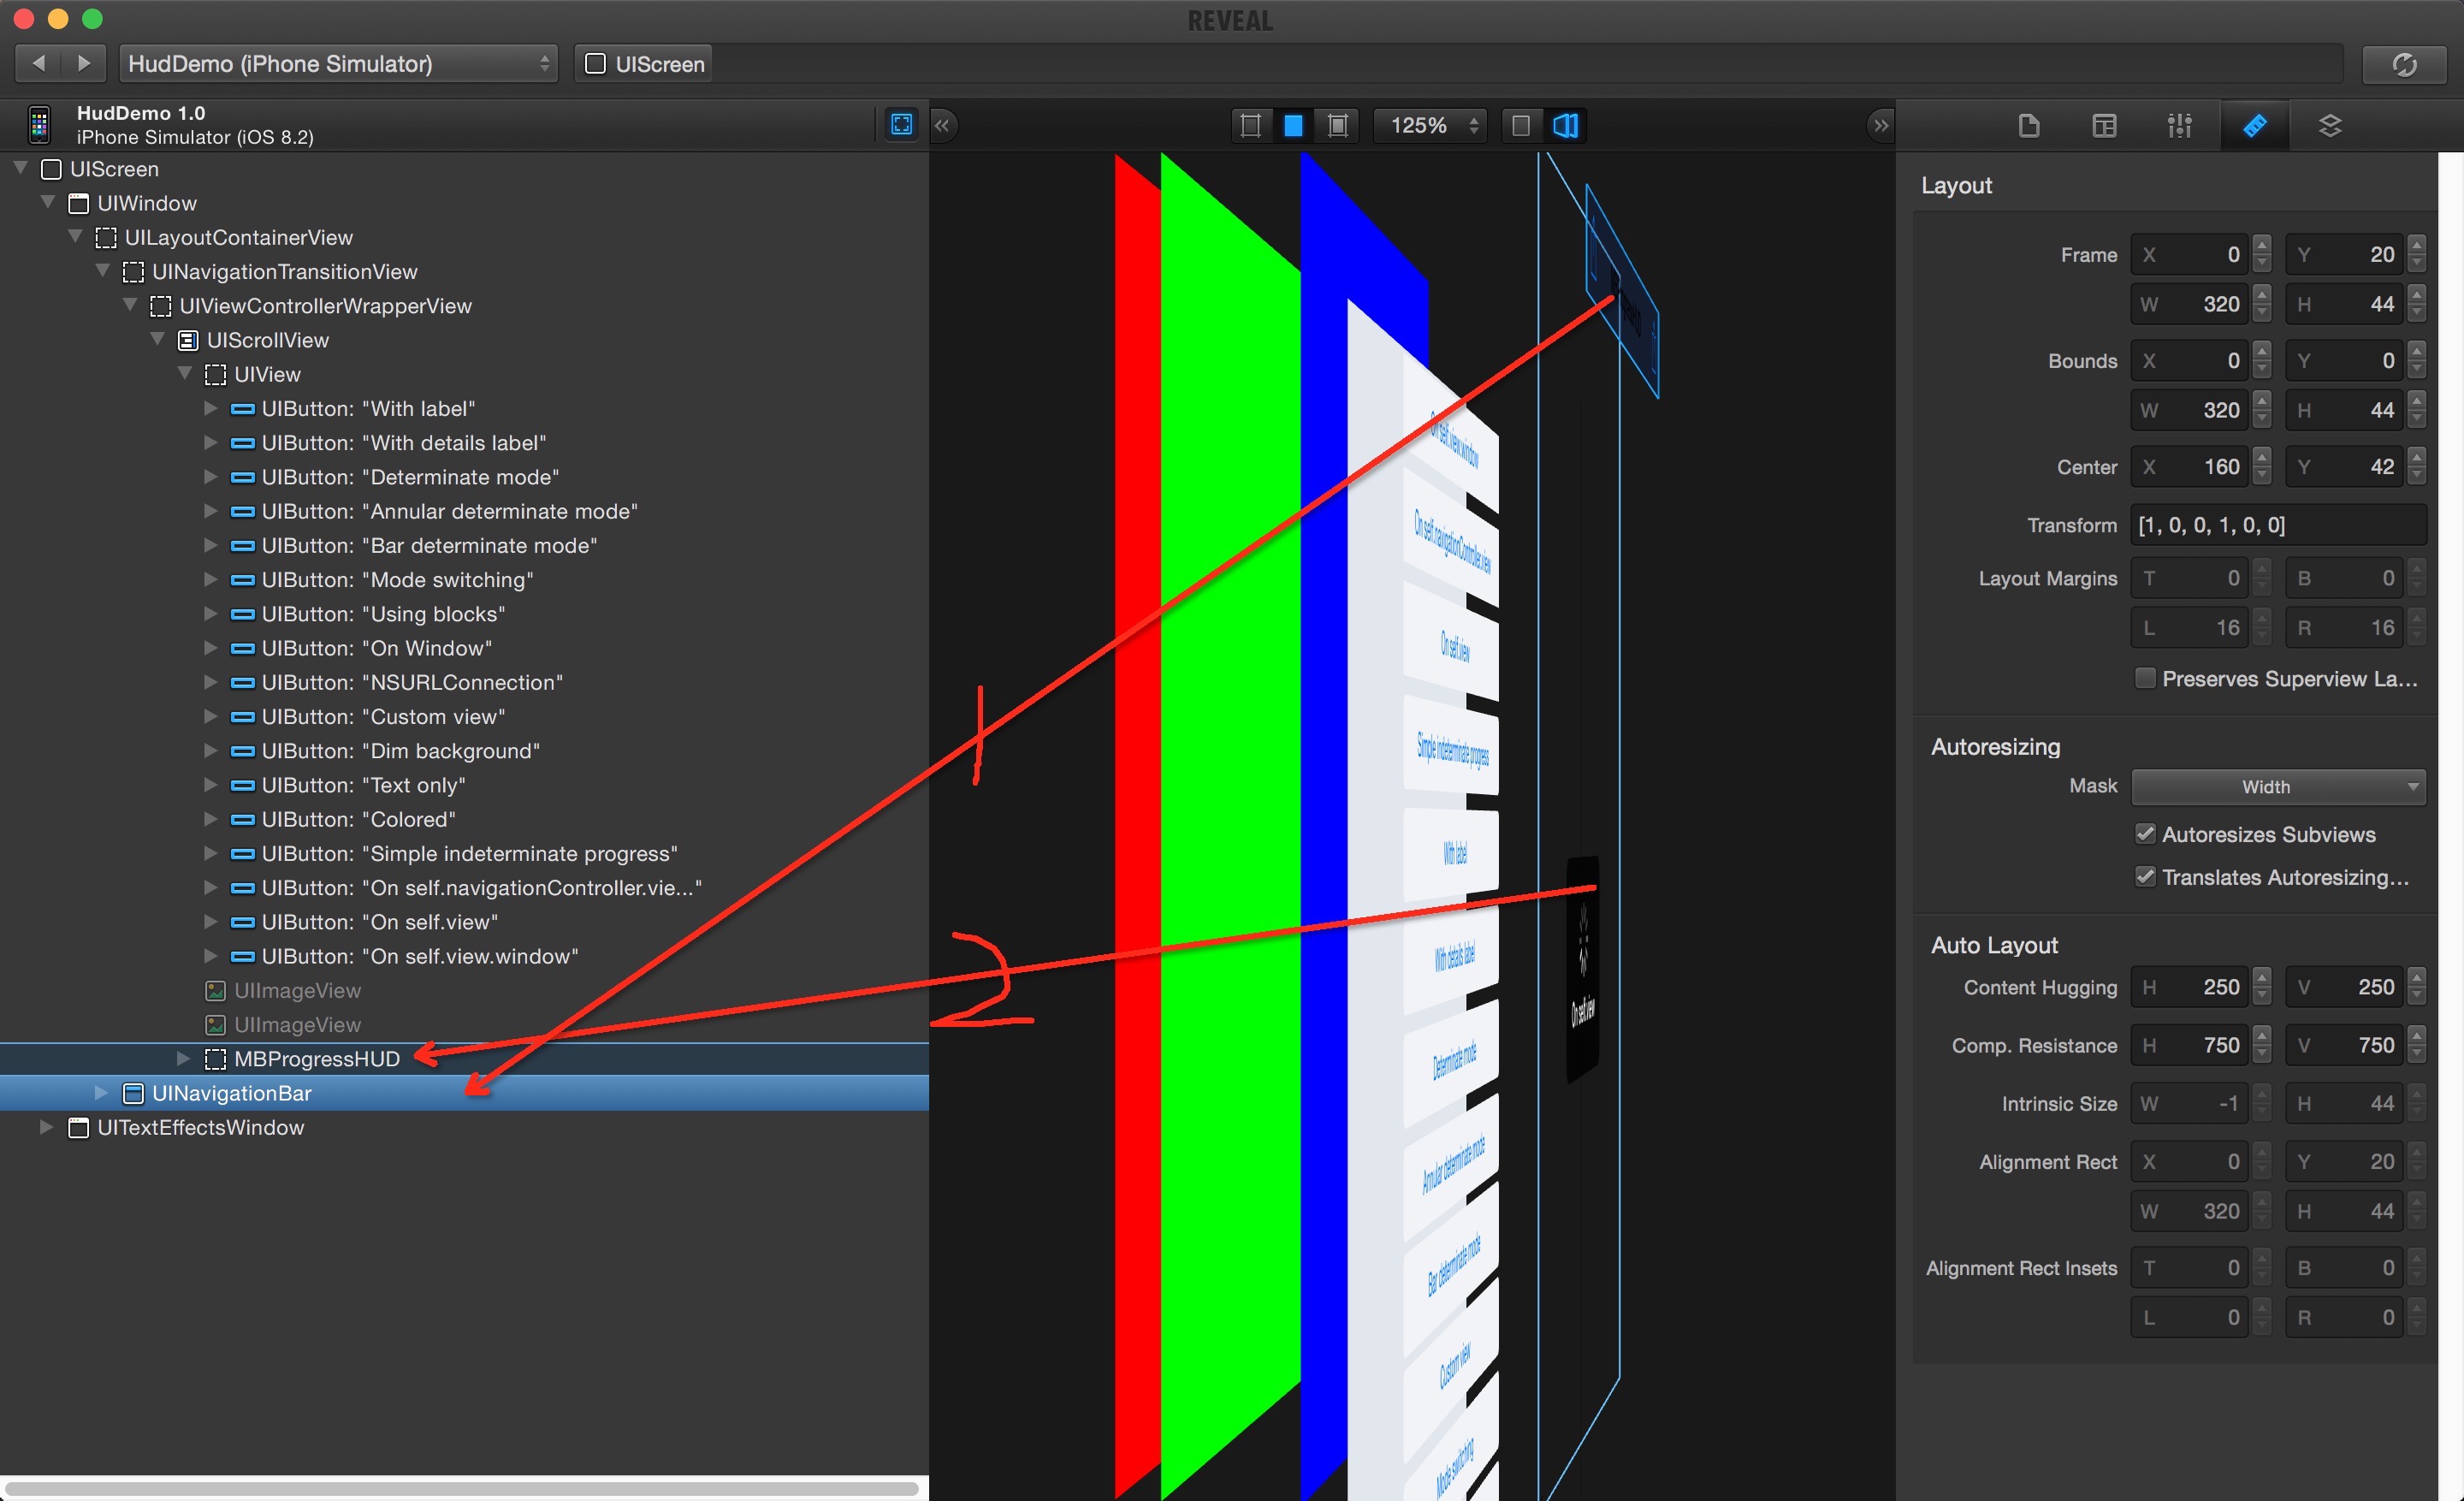 REVEAL
HudDemo (iPhone Simulator)
UIScreen
HudDemo 1.0
iPhone Simulator (iOS 8.2)
125%
UIScreen
UIWindow
UILayoutContainerView
UINavigationTransitionView
UIViewControllerWrapperView
UIScrollView
UIView
UIButton: "With label"
UIButton: "With details label"
UIButton: "Determinate mode"
UIButton: "Annular determinate mode"
UIButton: "Bar determinate mode"
UIButton: "Mode switching"
UIButton: "Using blocks"
UIButton: "On Window"
UIButton: "NSURLConnection"
UIButton: "Custom view"
UIButton: "Dim background"
UIButton: "Text only"
UIButton: "Colored"
UIButton: "Simple indeterminate progress"
UIButton: "On self.navigationController.vie..."
UIButton: "On self.view"
UIButton: "On self.view.window"
UIImageView
UIImageView
MBProgressHUD
UINavigationBar
UITextEffectsWindow
1
2
On self.view.window
On self.navigationController.view
On self.view
Simple indeterminate progress
With label
With details label
Determinate mode
Annular determinate mode
Bar determinate mode
Custom view
Mode switching
On self.view
Layout
Frame X 0 Y 20
W 320 H 44
Bounds X 0 Y 0
W 320 H 44
Center X 160 Y 42
Transform [1, 0, 0, 1, 0, 0]
Layout Margins T 0 B 0
L 16 R 16
Preserves Superview La...
Autoresizing
Mask Width
Autoresizes Subviews
Translates Autoresizing...
Auto Layout
Content Hugging H 250 V 250
Comp. Resistance H 750 V 750
Intrinsic Size W -1 H 44
Alignment Rect X 0 Y 20
W 320 H 44
Alignment Rect Insets T 0 B 0
L 0 R 0